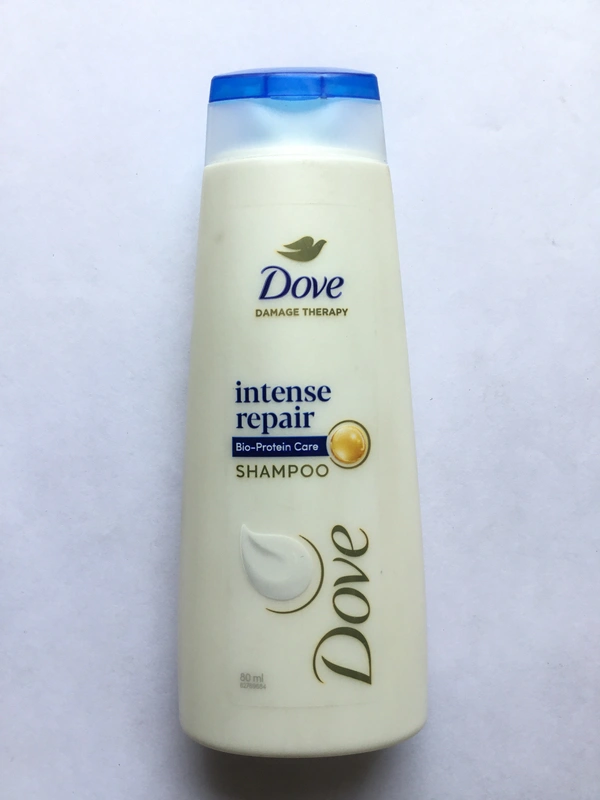 Dove
DAMAGE THERAPY
intense
repair
Bio-Protein Care
SHAMPOO
Dove
80 ml